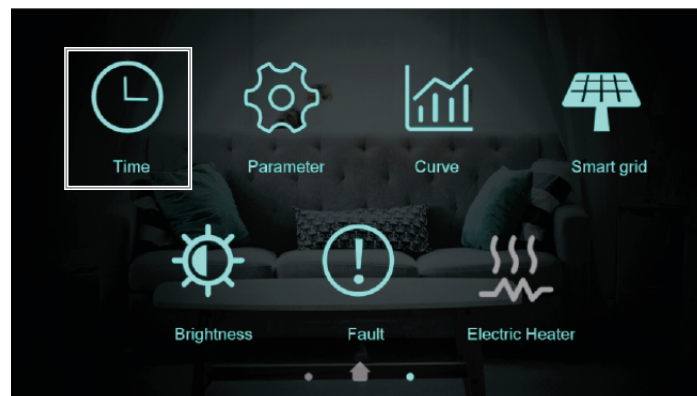 Time
Parameter
Curve
Smart grid
Brightness
Fault
Electric Heater